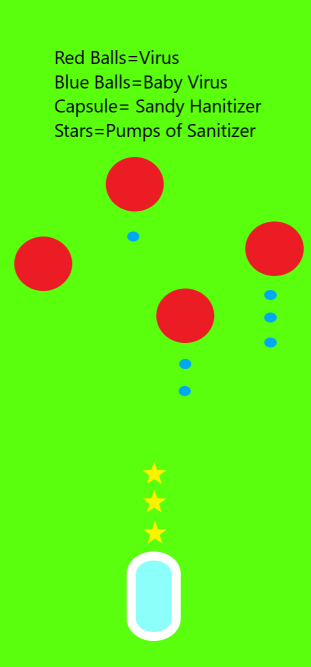 Red Balls=Virus
Blue Balls=Baby Virus
Capsule= Sandy Hanitizer
Stars=Pumps of Sanitizer